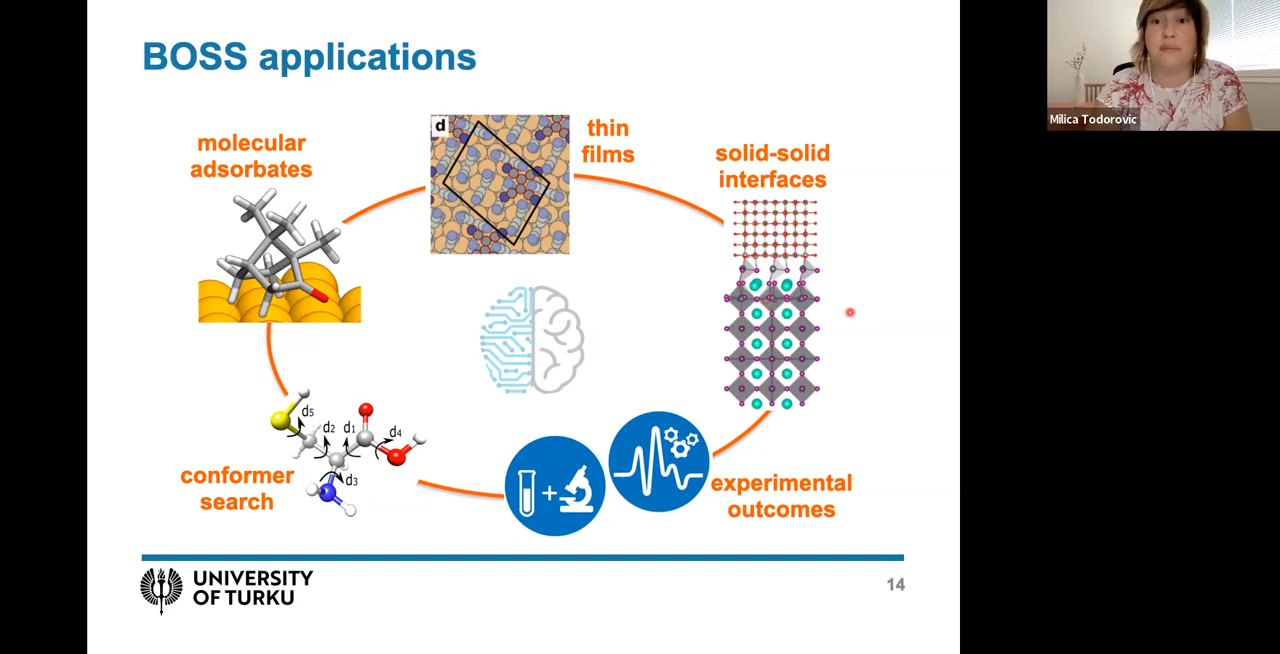 BOSS applications
molecular
adsorbates
d
thin
films
solid-solid
interfaces
Milica Todorovic
d5
d2
d1
d4
d3
conformer
search
+
experimental
outcomes
UNIVERSITY
OF TURKU
14